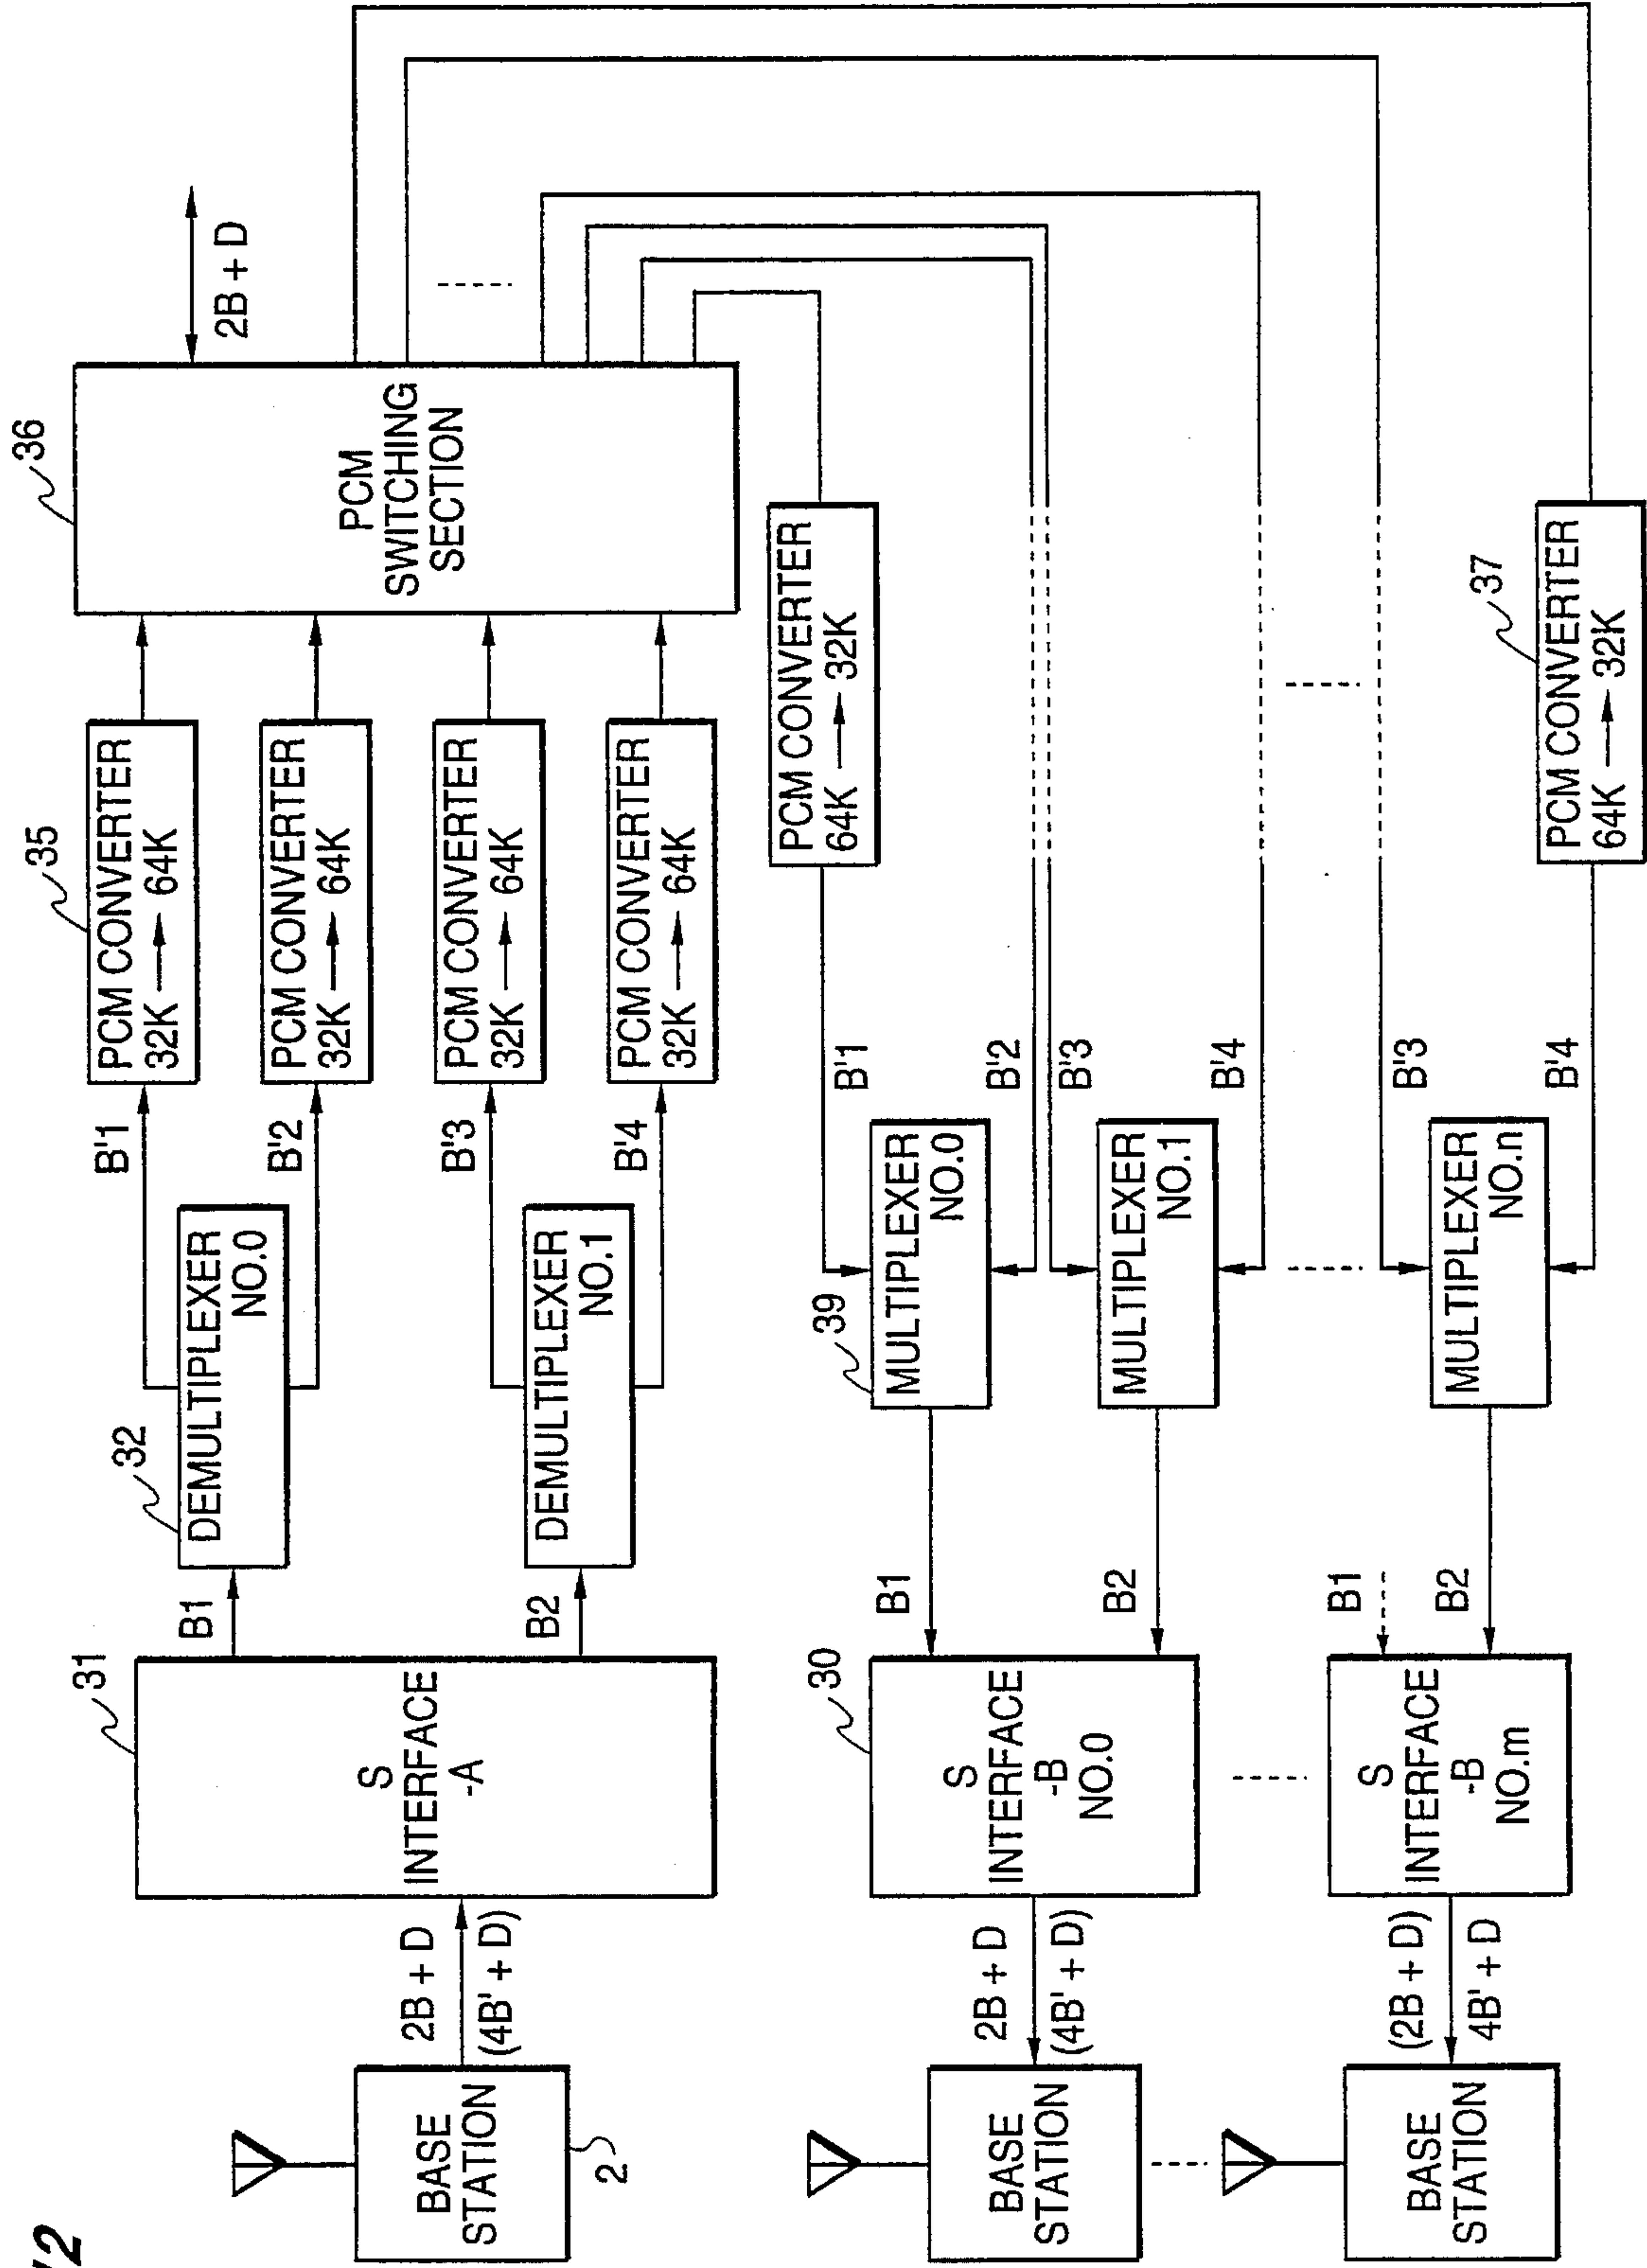 2B + D
(4B' + D)
BASE
STATION
2
31
S
INTERFACE
-A
B1
B2
32
DEMULTIPLEXER
NO.0
DEMULTIPLEXER
NO.1
B'1
B'2
B'3
B'4
35
PCM CONVERTER
32K → 64K
PCM CONVERTER
32K → 64K
PCM CONVERTER
32K → 64K
PCM CONVERTER
32K → 64K
36
PCM
SWITCHING
SECTION
2B + D
BASE
STATION
2B + D
(4B' + D)
30
S
INTERFACE
-B
NO.0
B1
B2
39
MULTIPLEXER
NO.0
MULTIPLEXER
NO.1
B'1
B'2
B'3
B'4
PCM CONVERTER
64K → 32K
BASE
STATION
(2B + D)
4B' + D
S
INTERFACE
-B
NO.m
B1
B2
MULTIPLEXER
NO.n
B'3
B'4
37
PCM CONVERTER
64K → 32K